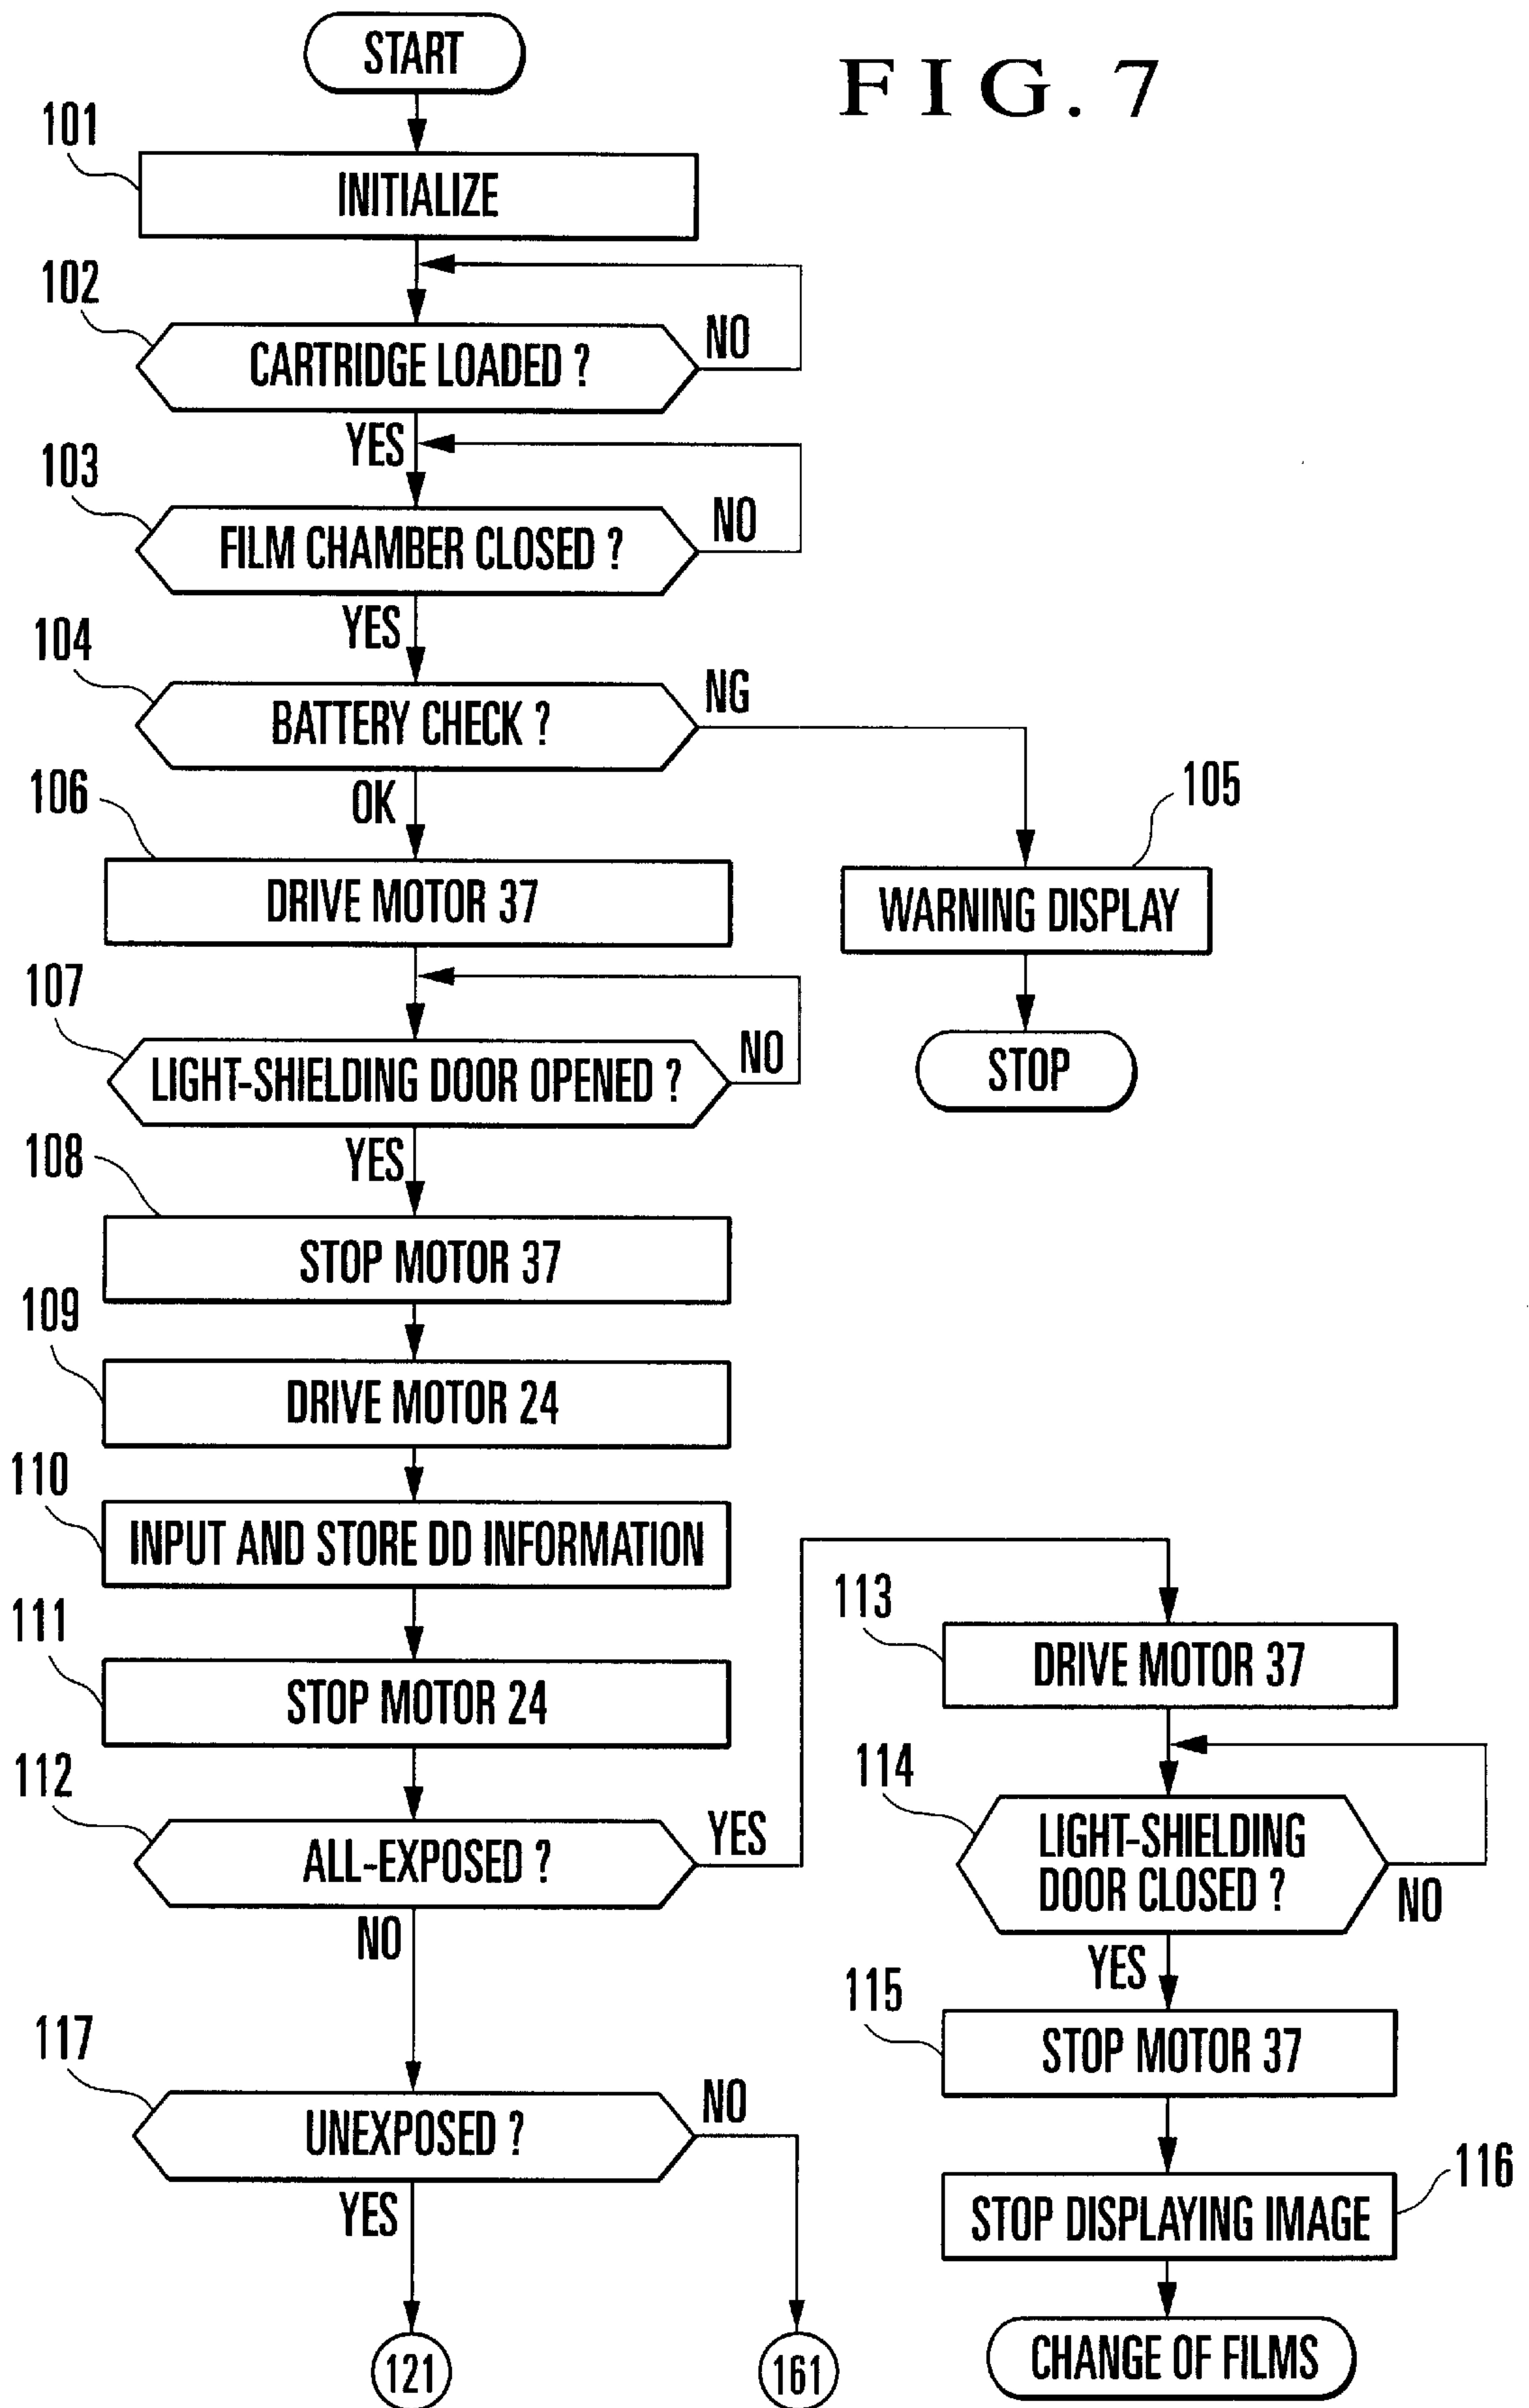 START
FIG. 7
101
INITIALIZE
102
CARTRIDGE LOADED ?
NO
YES
103
FILM CHAMBER CLOSED ?
NO
YES
104
BATTERY CHECK ?
NG
OK
105
WARNING DISPLAY
STOP
106
DRIVE MOTOR 37
107
LIGHT-SHIELDING DOOR OPENED ?
NO
YES
108
STOP MOTOR 37
109
DRIVE MOTOR 24
110
INPUT AND STORE DD INFORMATION
111
STOP MOTOR 24
112
ALL-EXPOSED ?
YES
NO
113
DRIVE MOTOR 37
114
LIGHT-SHIELDING
DOOR CLOSED ?
NO
YES
115
STOP MOTOR 37
116
STOP DISPLAYING IMAGE
CHANGE OF FILMS
117
UNEXPOSED ?
NO
YES
121
161